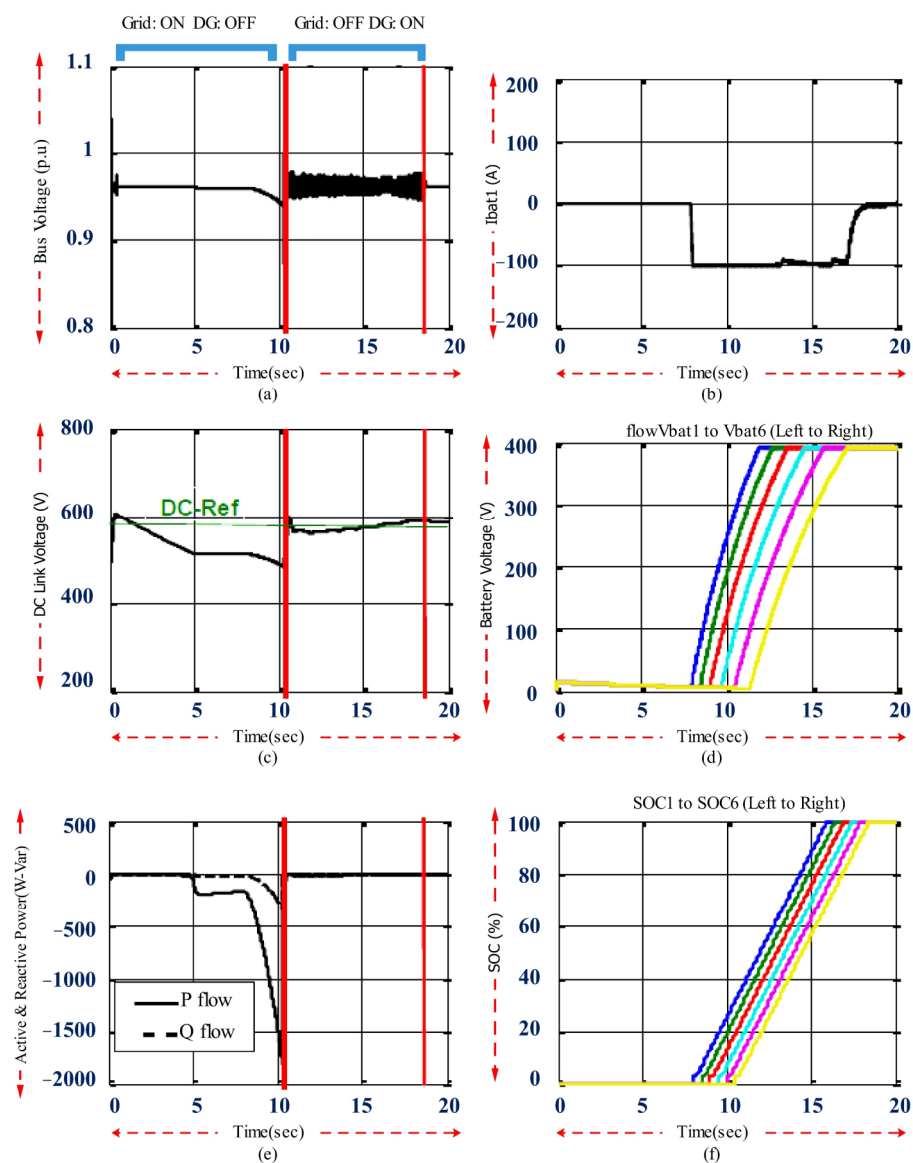 Grid: ON DG: OFF
Grid: OFF DG: ON
Bus Voltage (p.u)
1.1
1
0.9
0.8
0 5 10 15 20
Time(sec)
(a)
Ibat1 (A)
200
100
0
−100
−200
0 5 10 15 20
Time(sec)
(b)
DC Link Voltage (V)
800
600
400
200
DC-Ref
0 5 10 15 20
Time(sec)
(c)
flowVbat1 to Vbat6 (Left to Right)
Battery Voltage (V)
400
300
200
100
0
0 5 10 15 20
Time(sec)
(d)
Active & Reactive Power(W-Var)
500
0
−500
−1000
−1500
−2000
P flow
Q flow
0 5 10 15 20
Time(sec)
(e)
SOC1 to SOC6 (Left to Right)
SOC (%)
100
80
60
40
20
0
0 5 10 15 20
Time(sec)
(f)